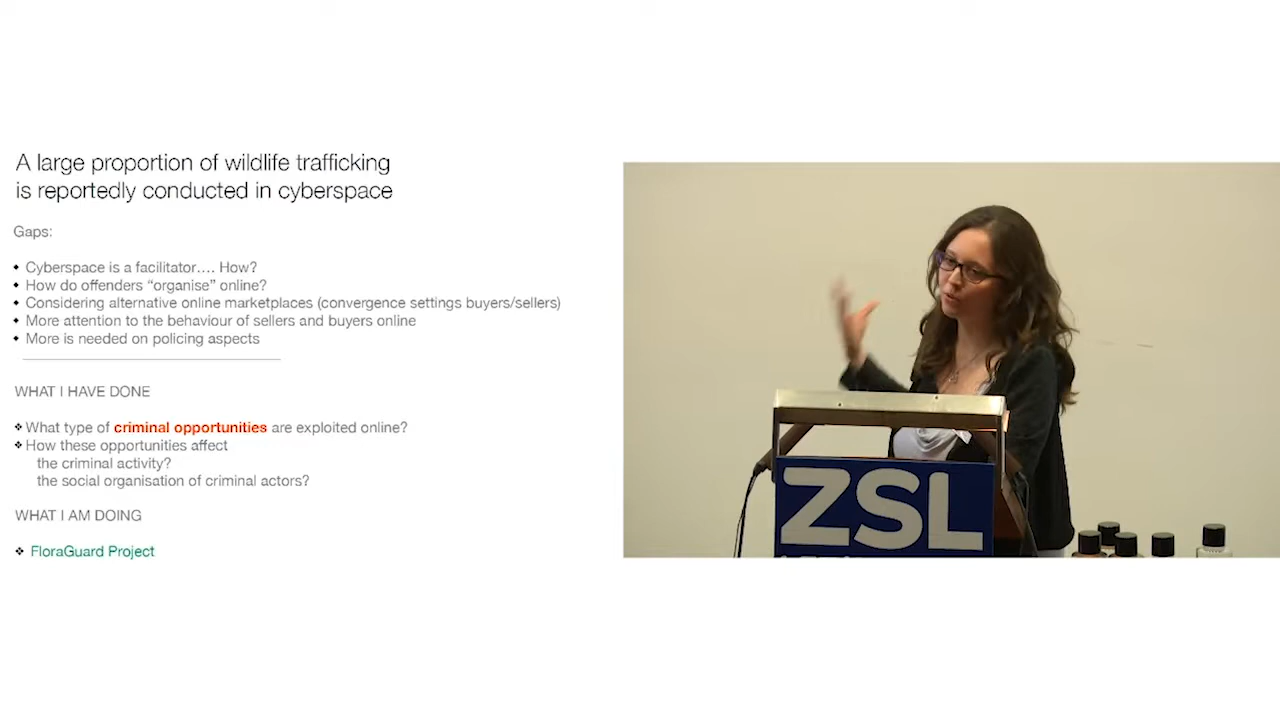 A large proportion of wildlife trafficking
is reportedly conducted in cyberspace
Gaps:
Cyberspace is a facilitator.... How?
How do offenders “organise” online?
Considering alternative online marketplaces (convergence settings buyers/sellers)
More attention to the behaviour of sellers and buyers online
More is needed on policing aspects
WHAT I HAVE DONE
What type of criminal opportunities are exploited online?
How these opportunities affect
the criminal activity?
the social organisation of criminal actors?
WHAT I AM DOING
FloraGuard Project
ZSL